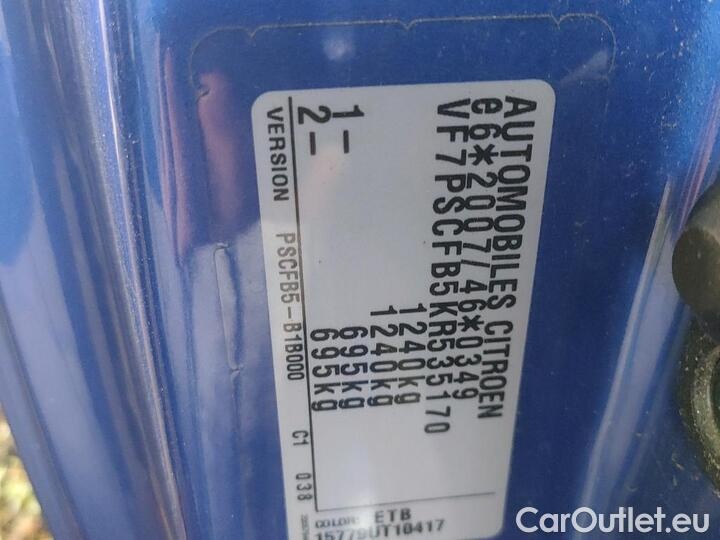 AUTOMOBILES CITROEN
e6*2007/46*0349
VF7PSCFB5KR535170
1240kg
1240kg
1- 695kg
2- 695kg
VERSION PSCFB5-B1B000 C1 038
COLOR: ETB
15779UT10417
CarOutlet.eu